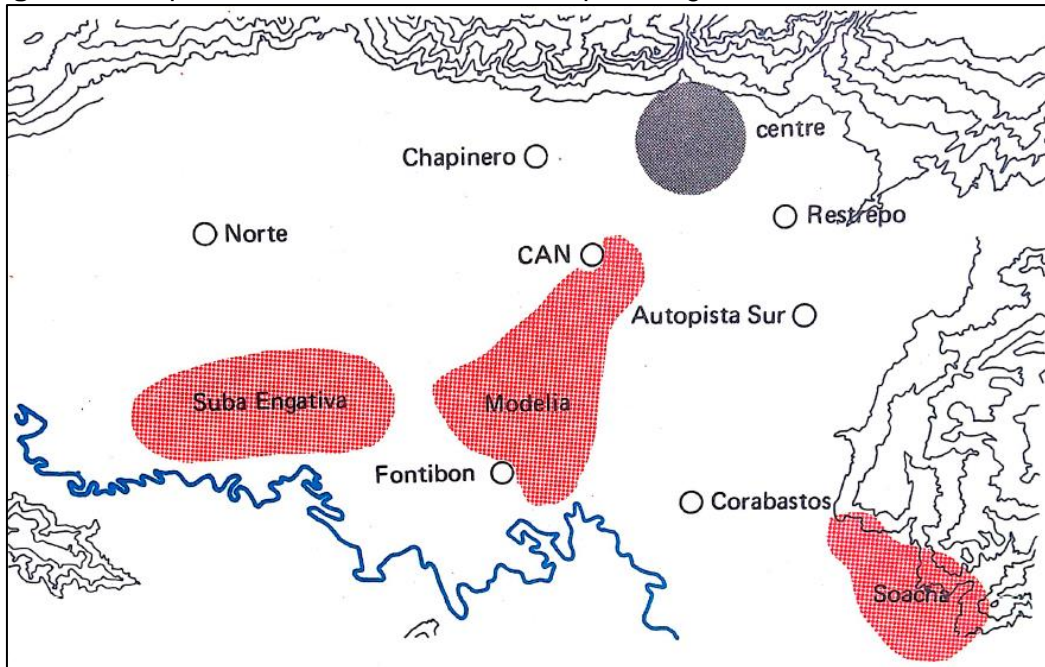 centre
Chapinero
Restrepo
Norte
CAN
Autopista Sur
Suba Engativa
Modelia
Fontibon
Corabastos
Soacha